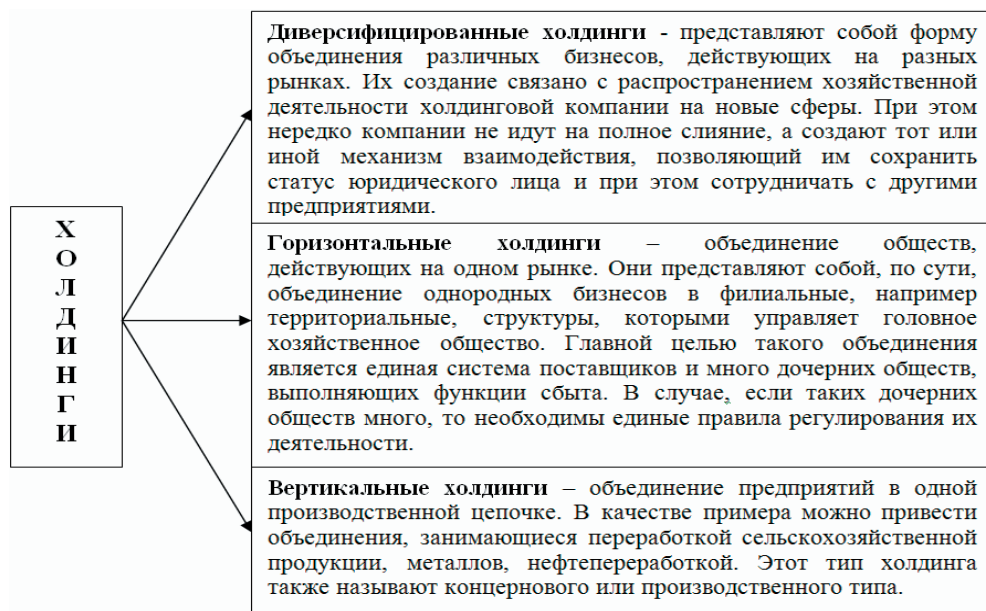 ХОЛДИНГИ
Диверсифицированные холдинги - представляют собой форму
объединения различных бизнесов, действующих на разных
рынках. Их создание связано с распространением хозяйственной
деятельности холдинговой компании на новые сферы. При этом
нередко компании не идут на полное слияние, а создают тот или
иной механизм взаимодействия, позволяющий им сохранить
статус юридического лица и при этом сотрудничать с другими
предприятиями.
Горизонтальные холдинги – объединение обществ,
действующих на одном рынке. Они представляют собой, по сути,
объединение однородных бизнесов в филиальные, например
территориальные, структуры, которыми управляет головное
хозяйственное общество. Главной целью такого объединения
является единая система поставщиков и много дочерних обществ,
выполняющих функции сбыта. В случае, если таких дочерних
обществ много, то необходимы единые правила регулирования их
деятельности.
Вертикальные холдинги – объединение предприятий в одной
производственной цепочке. В качестве примера можно привести
объединения, занимающиеся переработкой сельскохозяйственной
продукции, металлов, нефтепереработкой. Этот тип холдинга
также называют концернового или производственного типа.